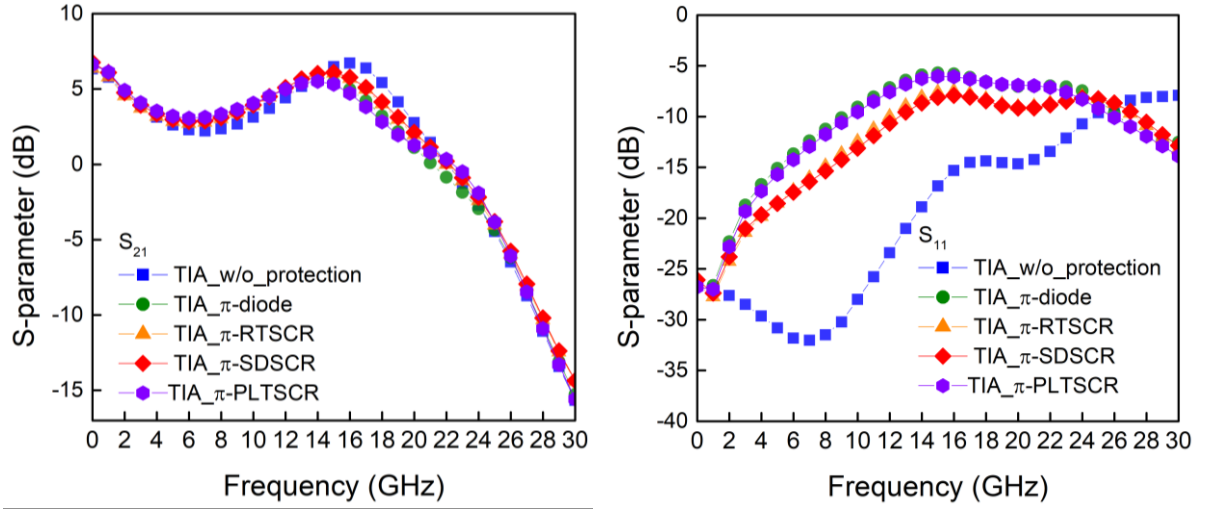 10
5
0
-5
-10
-15
S-parameter (dB)
S21
TIA_w/o_protection
TIA_π-diode
TIA_π-RTSCR
TIA_π-SDSCR
TIA_π-PLTSCR
0 2 4 6 8 10 12 14 16 18 20 22 24 26 28 30
Frequency (GHz)
0
-5
-10
-15
-20
-25
-30
-35
-40
S-parameter (dB)
S11
TIA_w/o_protection
TIA_π-diode
TIA_π-RTSCR
TIA_π-SDSCR
TIA_π-PLTSCR
0 2 4 6 8 10 12 14 16 18 20 22 24 26 28 30
Frequency (GHz)